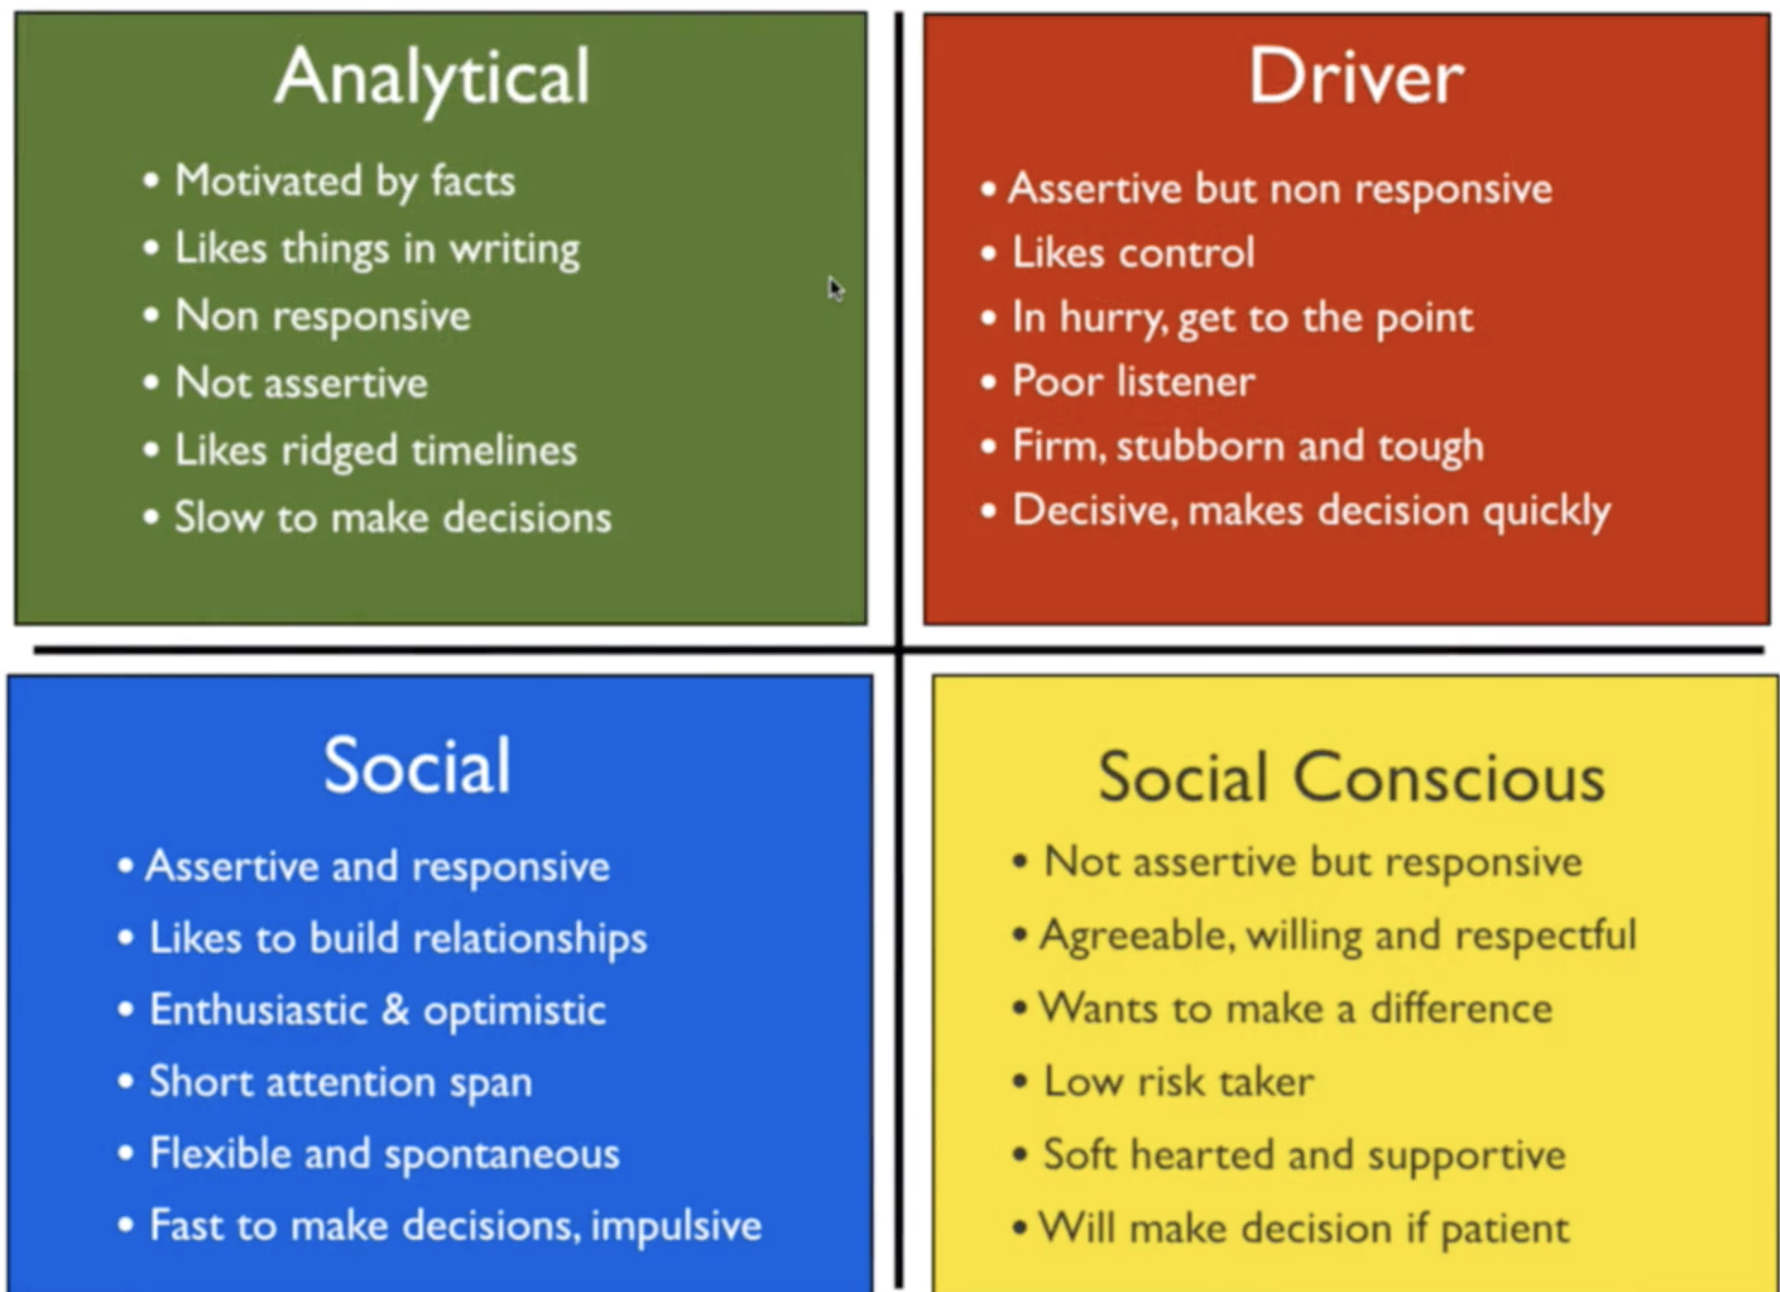 Analytical
• Motivated by facts
• Likes things in writing
• Non responsive
• Not assertive
• Likes ridged timelines
• Slow to make decisions
Driver
• Assertive but non responsive
• Likes control
• In hurry, get to the point
• Poor listener
• Firm, stubborn and tough
• Decisive, makes decision quickly
Social
• Assertive and responsive
• Likes to build relationships
• Enthusiastic & optimistic
• Short attention span
• Flexible and spontaneous
• Fast to make decisions, impulsive
Social Conscious
• Not assertive but responsive
• Agreeable, willing and respectful
• Wants to make a difference
• Low risk taker
• Soft hearted and supportive
• Will make decision if patient